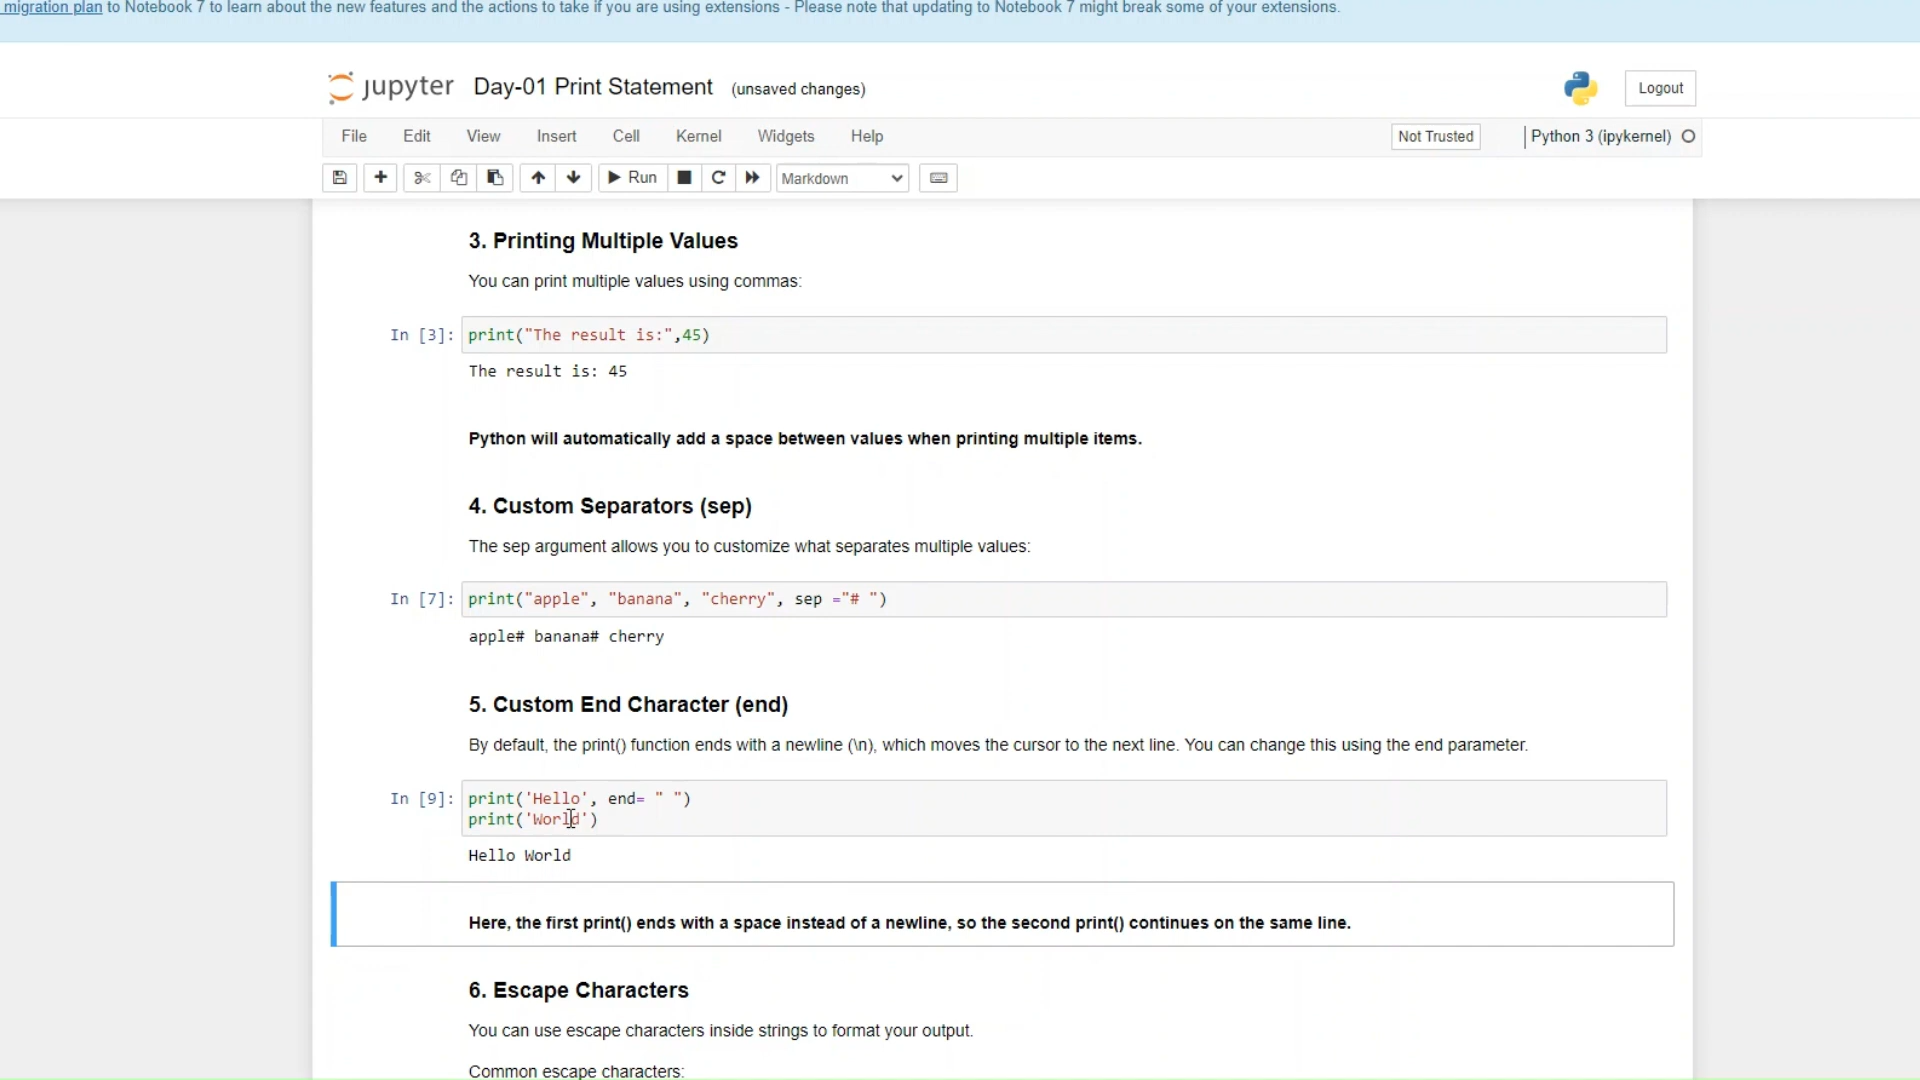 migration plan to Notebook 7 to learn about the new features and the actions to take if you are using extensions - Please note that updating to Notebook 7 might break some of your extensions.
jupyter Day-01 Print Statement (unsaved changes) Logout
File Edit View Insert Cell Kernel Widgets Help Not Trusted Python 3 (ipykernel)
Run Markdown
3. Printing Multiple Values
You can print multiple values using commas:
In [3]: print("The result is:",45)
The result is: 45
Python will automatically add a space between values when printing multiple items.
4. Custom Separators (sep)
The sep argument allows you to customize what separates multiple values:
In [7]: print("apple", "banana", "cherry", sep ="# ")
apple# banana# cherry
5. Custom End Character (end)
By default, the print() function ends with a newline (\n), which moves the cursor to the next line. You can change this using the end parameter.
In [9]: print('Hello', end= " ")
print('World')
Hello World
Here, the first print() ends with a space instead of a newline, so the second print() continues on the same line.
6. Escape Characters
You can use escape characters inside strings to format your output.
Common escape characters: